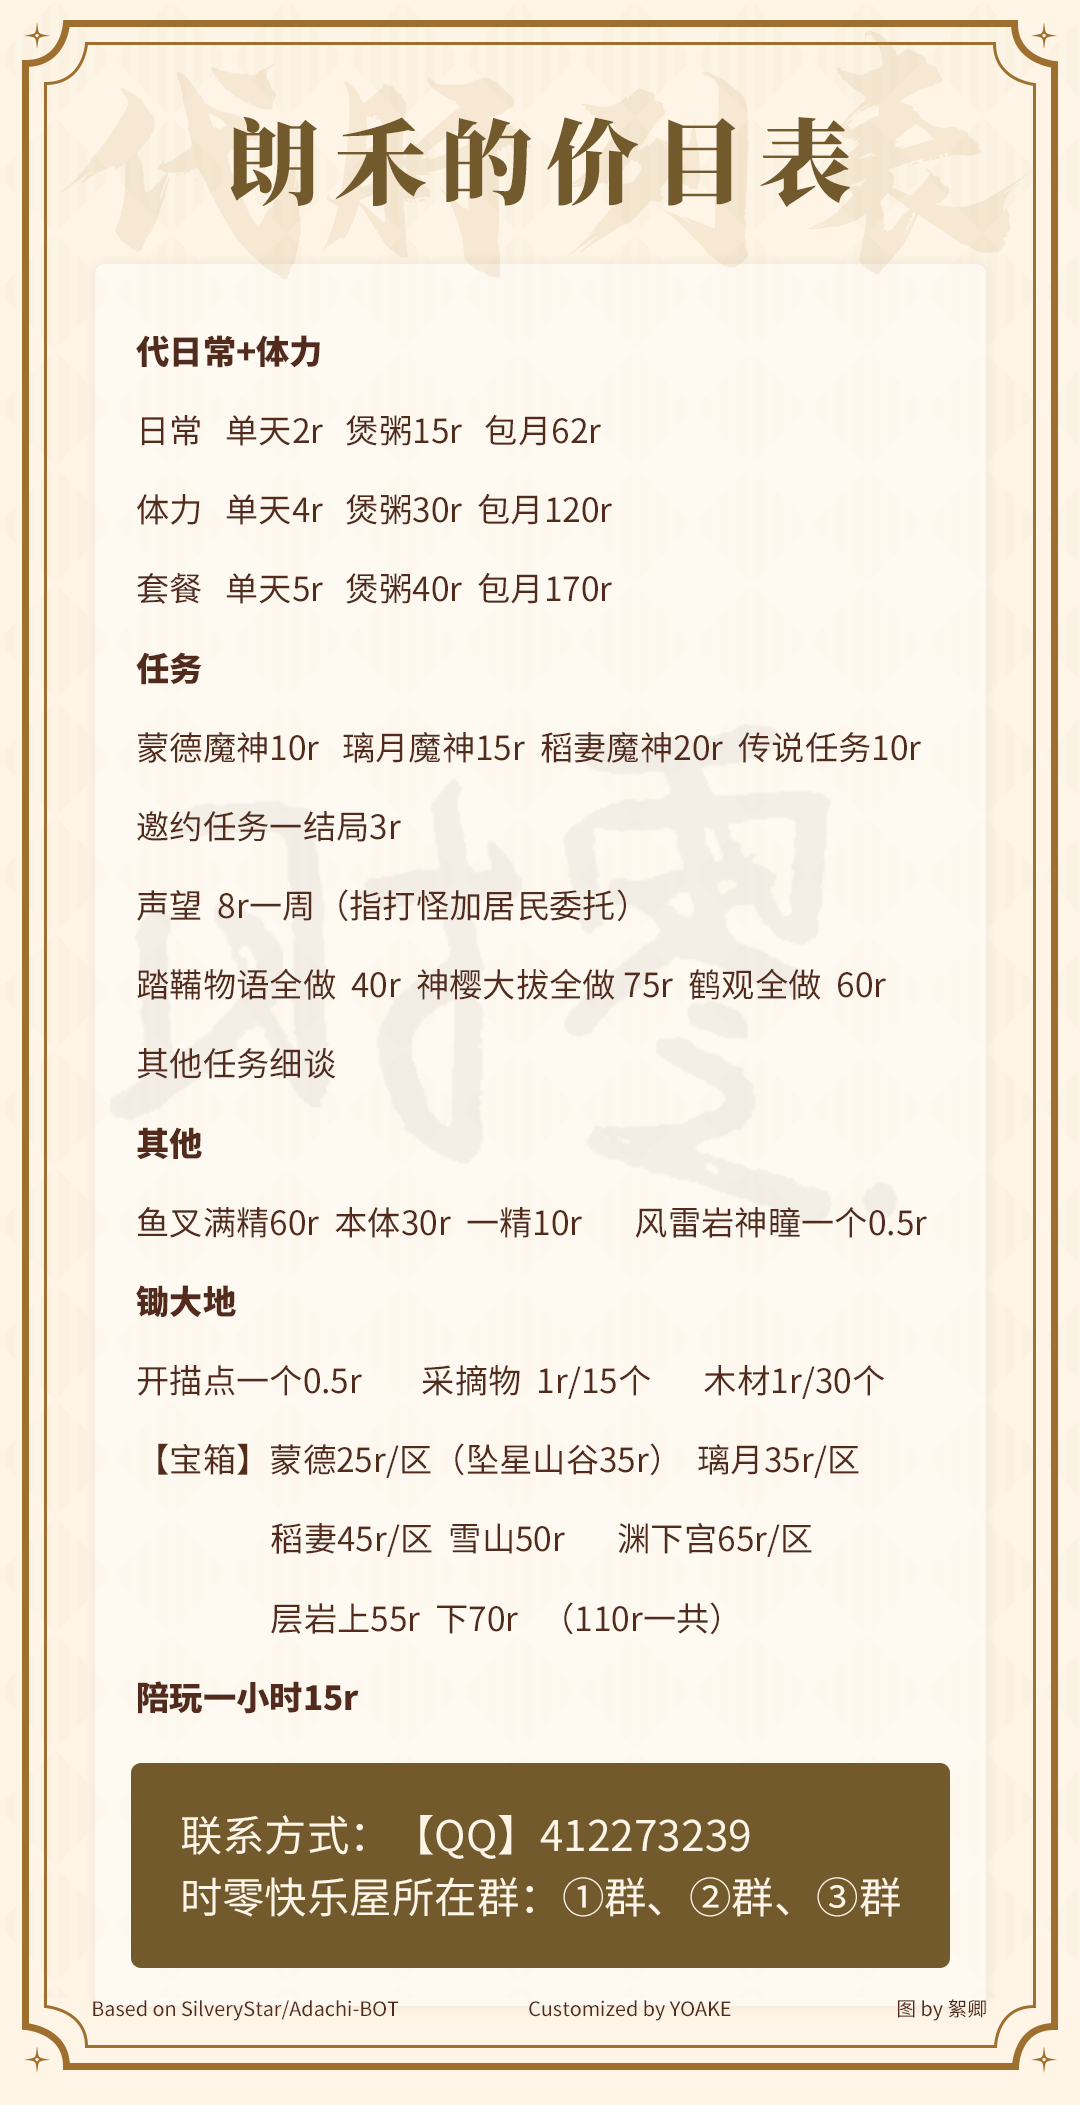 代肝列表
朗禾的价目表
代日常+体力
日常 单天2r 煲粥15r 包月62r
体力 单天4r 煲粥30r 包月120r
套餐 单天5r 煲粥40r 包月170r
任务
蒙德魔神10r 璃月魔神15r 稻妻魔神20r 传说任务10r
邀约任务一结局3r
声望 8r一周（指打怪加居民委托）
踏鞴物语全做 40r 神樱大拔全做 75r 鹤观全做 60r
其他任务细谈
其他
鱼叉满精60r 本体30r 一精10r 风雷岩神瞳一个0.5r
锄大地
开描点一个0.5r 采摘物 1r/15个 木材1r/30个
【宝箱】蒙德25r/区（坠星山谷35r） 璃月35r/区
稻妻45r/区 雪山50r 渊下宫65r/区
层岩上55r 下70r （110r一共）
陪玩一小时15r
联系方式：【QQ】412273239
时零快乐屋所在群：①群、②群、③群
Based on SilveryStar/Adachi-BOT Customized by YOAKE 图 by 絮卿